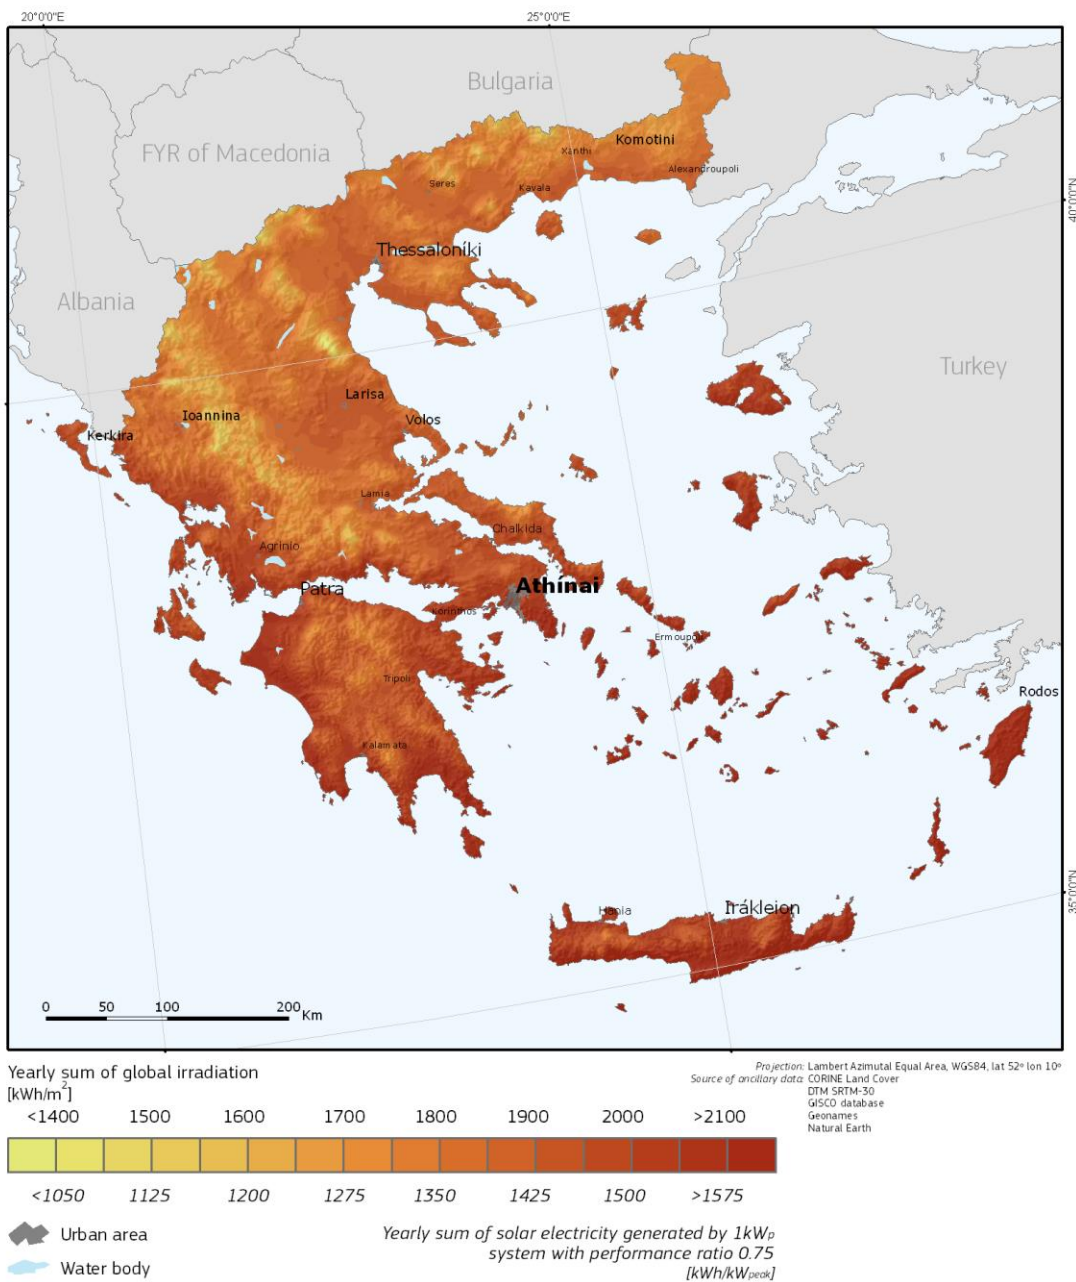 20°0'0"E
25°0'0"E
Bulgaria
FYR of Macedonia
Komotini
Xanthi
Alexandroupoli
Seres
Kavala
40°0'0"N
Thessaloníki
Albania
Turkey
Larisa
Ioannina
Volos
Kerkira
Lamia
Chalkida
Agrinio
Patra
Athínai
Korinthos
Ermoupoli
Tripoli
Rodos
Kalamata
35°0'0"N
Hania
Irákleion
0 50 100 200 Km
Yearly sum of global irradiation
[kWh/m²]
<1400 1500 1600 1700 1800 1900 2000 >2100
<1050 1125 1200 1275 1350 1425 1500 >1575
Projection: Lambert Azimutal Equal Area, WGS84, lat 52º lon 10º
Source of ancillary data: CORINE Land Cover
DTM SRTM-30
GISCO database
Geonames
Natural Earth
Urban area
Water body
Yearly sum of solar electricity generated by 1kWp
system with performance ratio 0.75
[kWh/kWpeak]